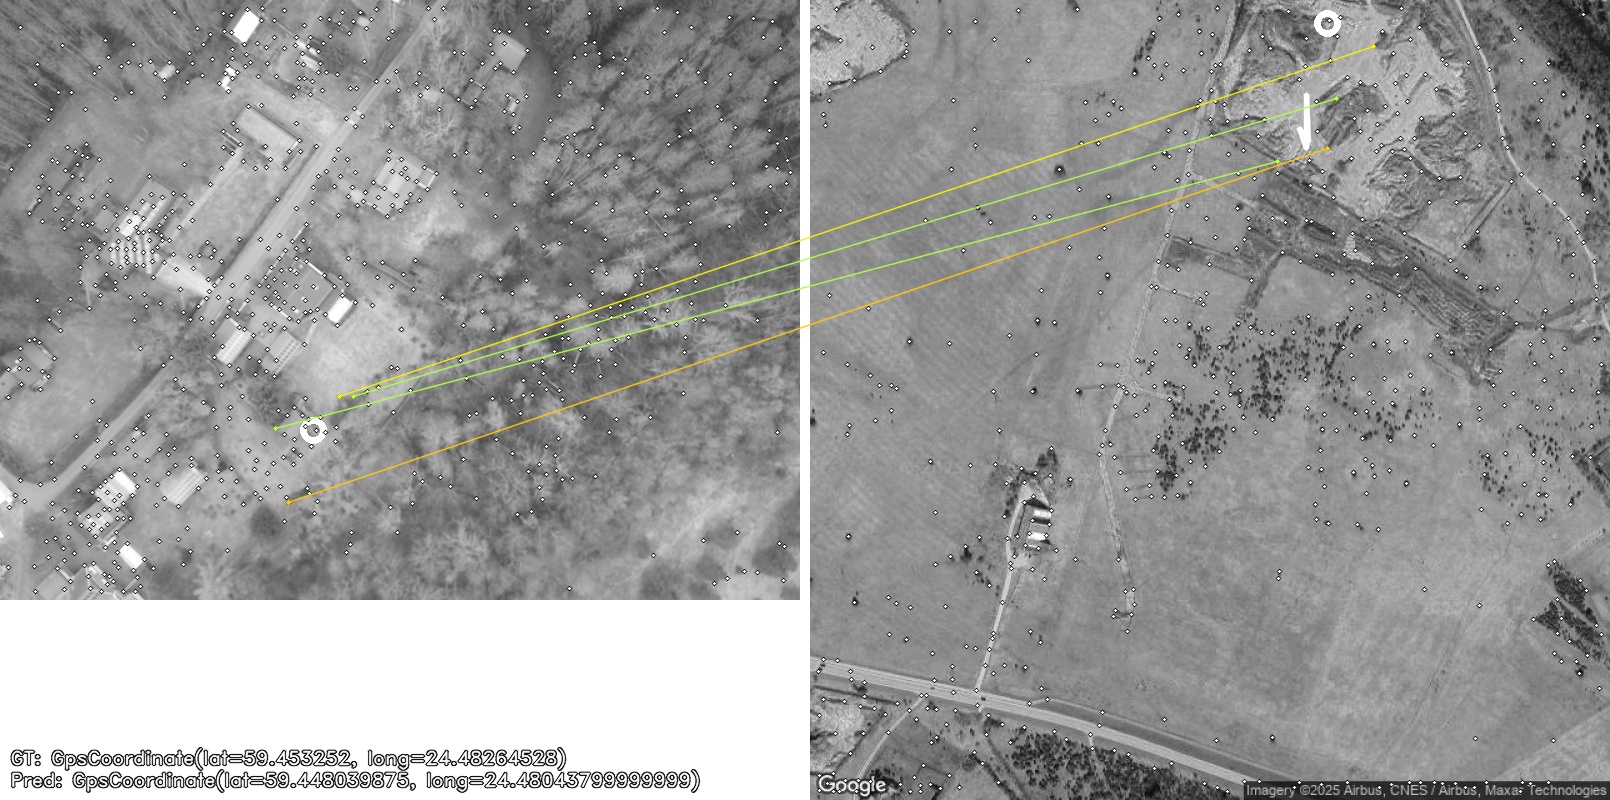 GT: GpsCoordinate(lat=59.453252, long=24.48264528)
Pred: GpsCoordinate(lat=59.448039875, long=24.480437999999999)
Google
Imagery ©2025 Airbus, CNES / Airbus, Maxar Technologies